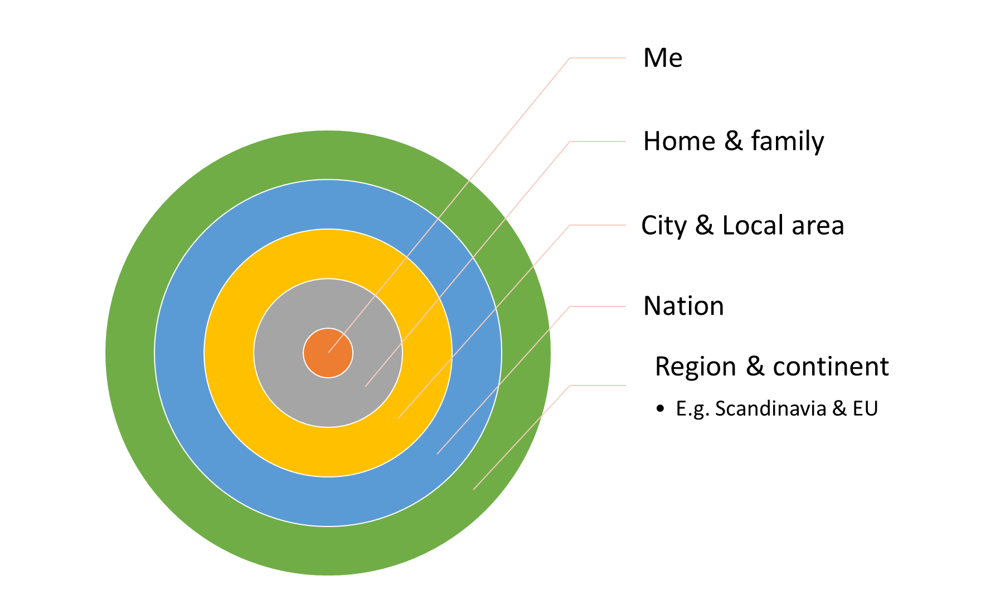 Me
Home & family
City & Local area
Nation
Region & continent
• E.g. Scandinavia & EU